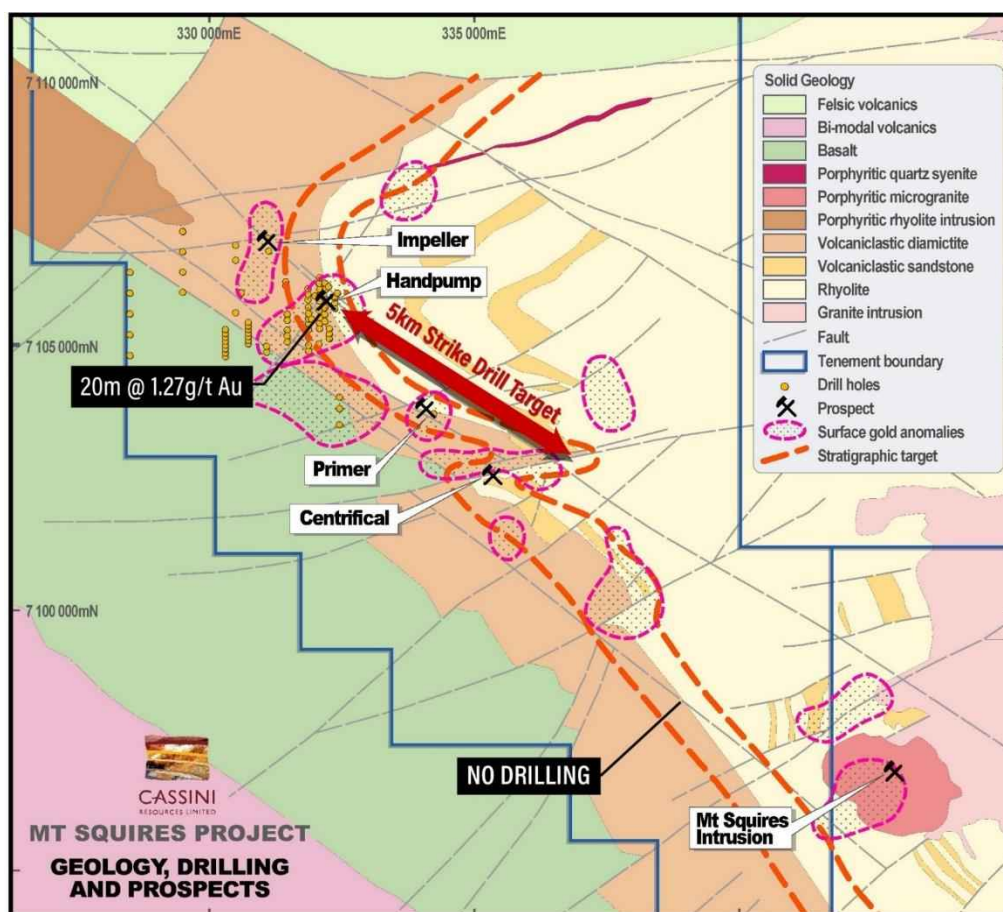 330 000mE
335 000mE
7 110 000mN
7 105 000mN
7 100 000mN
Solid Geology
Felsic volcanics
Bi-modal volcanics
Basalt
Porphyritic quartz syenite
Porphyritic microgranite
Porphyritic rhyolite intrusion
Volcaniclastic diamictite
Volcaniclastic sandstone
Rhyolite
Granite intrusion
Fault
Tenement boundary
Drill holes
Prospect
Surface gold anomalies
Stratigraphic target
Impeller
Handpump
5km Strike Drill Target
20m @ 1.27g/t Au
Primer
Centrifical
NO DRILLING
Mt Squires
Intrusion
CASSINI
RESOURCES LIMITED
MT SQUIRES PROJECT
GEOLOGY, DRILLING
AND PROSPECTS